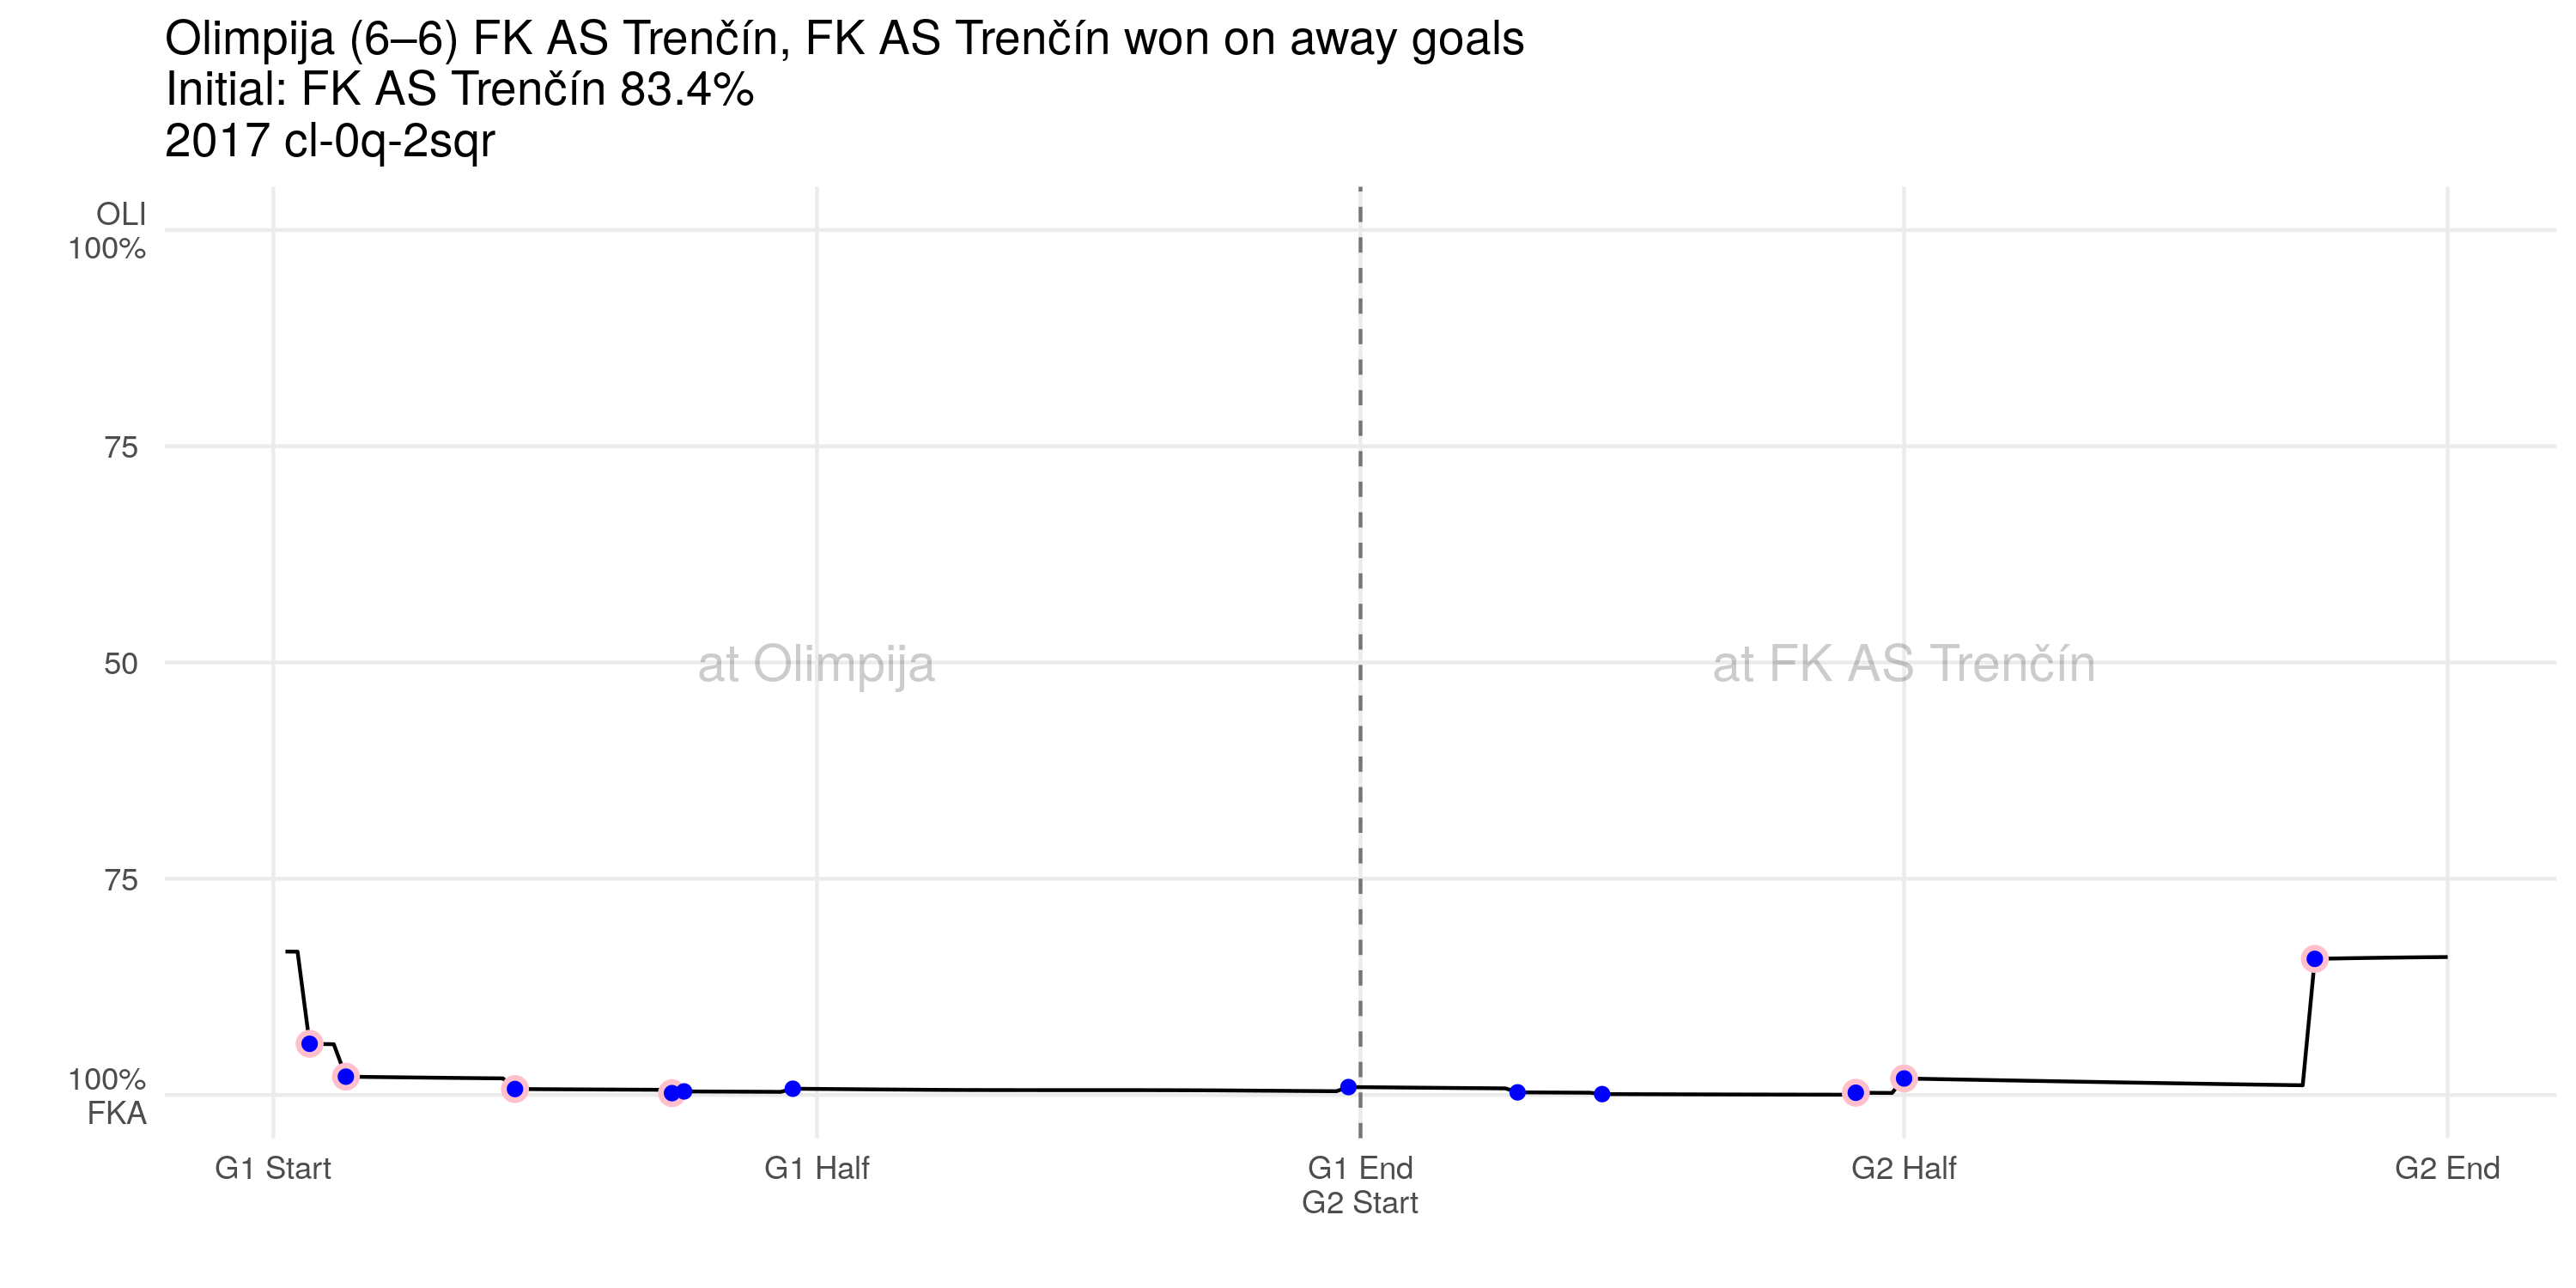 Olimpija (6–6) FK AS Trenčín, FK AS Trenčín won on away goals
Initial: FK AS Trenčín 83.4%
2017 cl-0q-2sqr
OLI
100%
75
50
75
100%
FKA
at Olimpija
at FK AS Trenčín
G1 Start
G1 Half
G1 End
G2 Start
G2 Half
G2 End